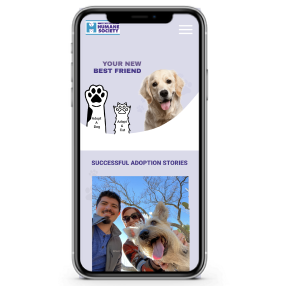 HUMANE
SOCIETY
YOUR NEW
BEST FRIEND
Adopt
A
Dog
Adopt
A
Cat
SUCCESSFUL ADOPTION STORIES